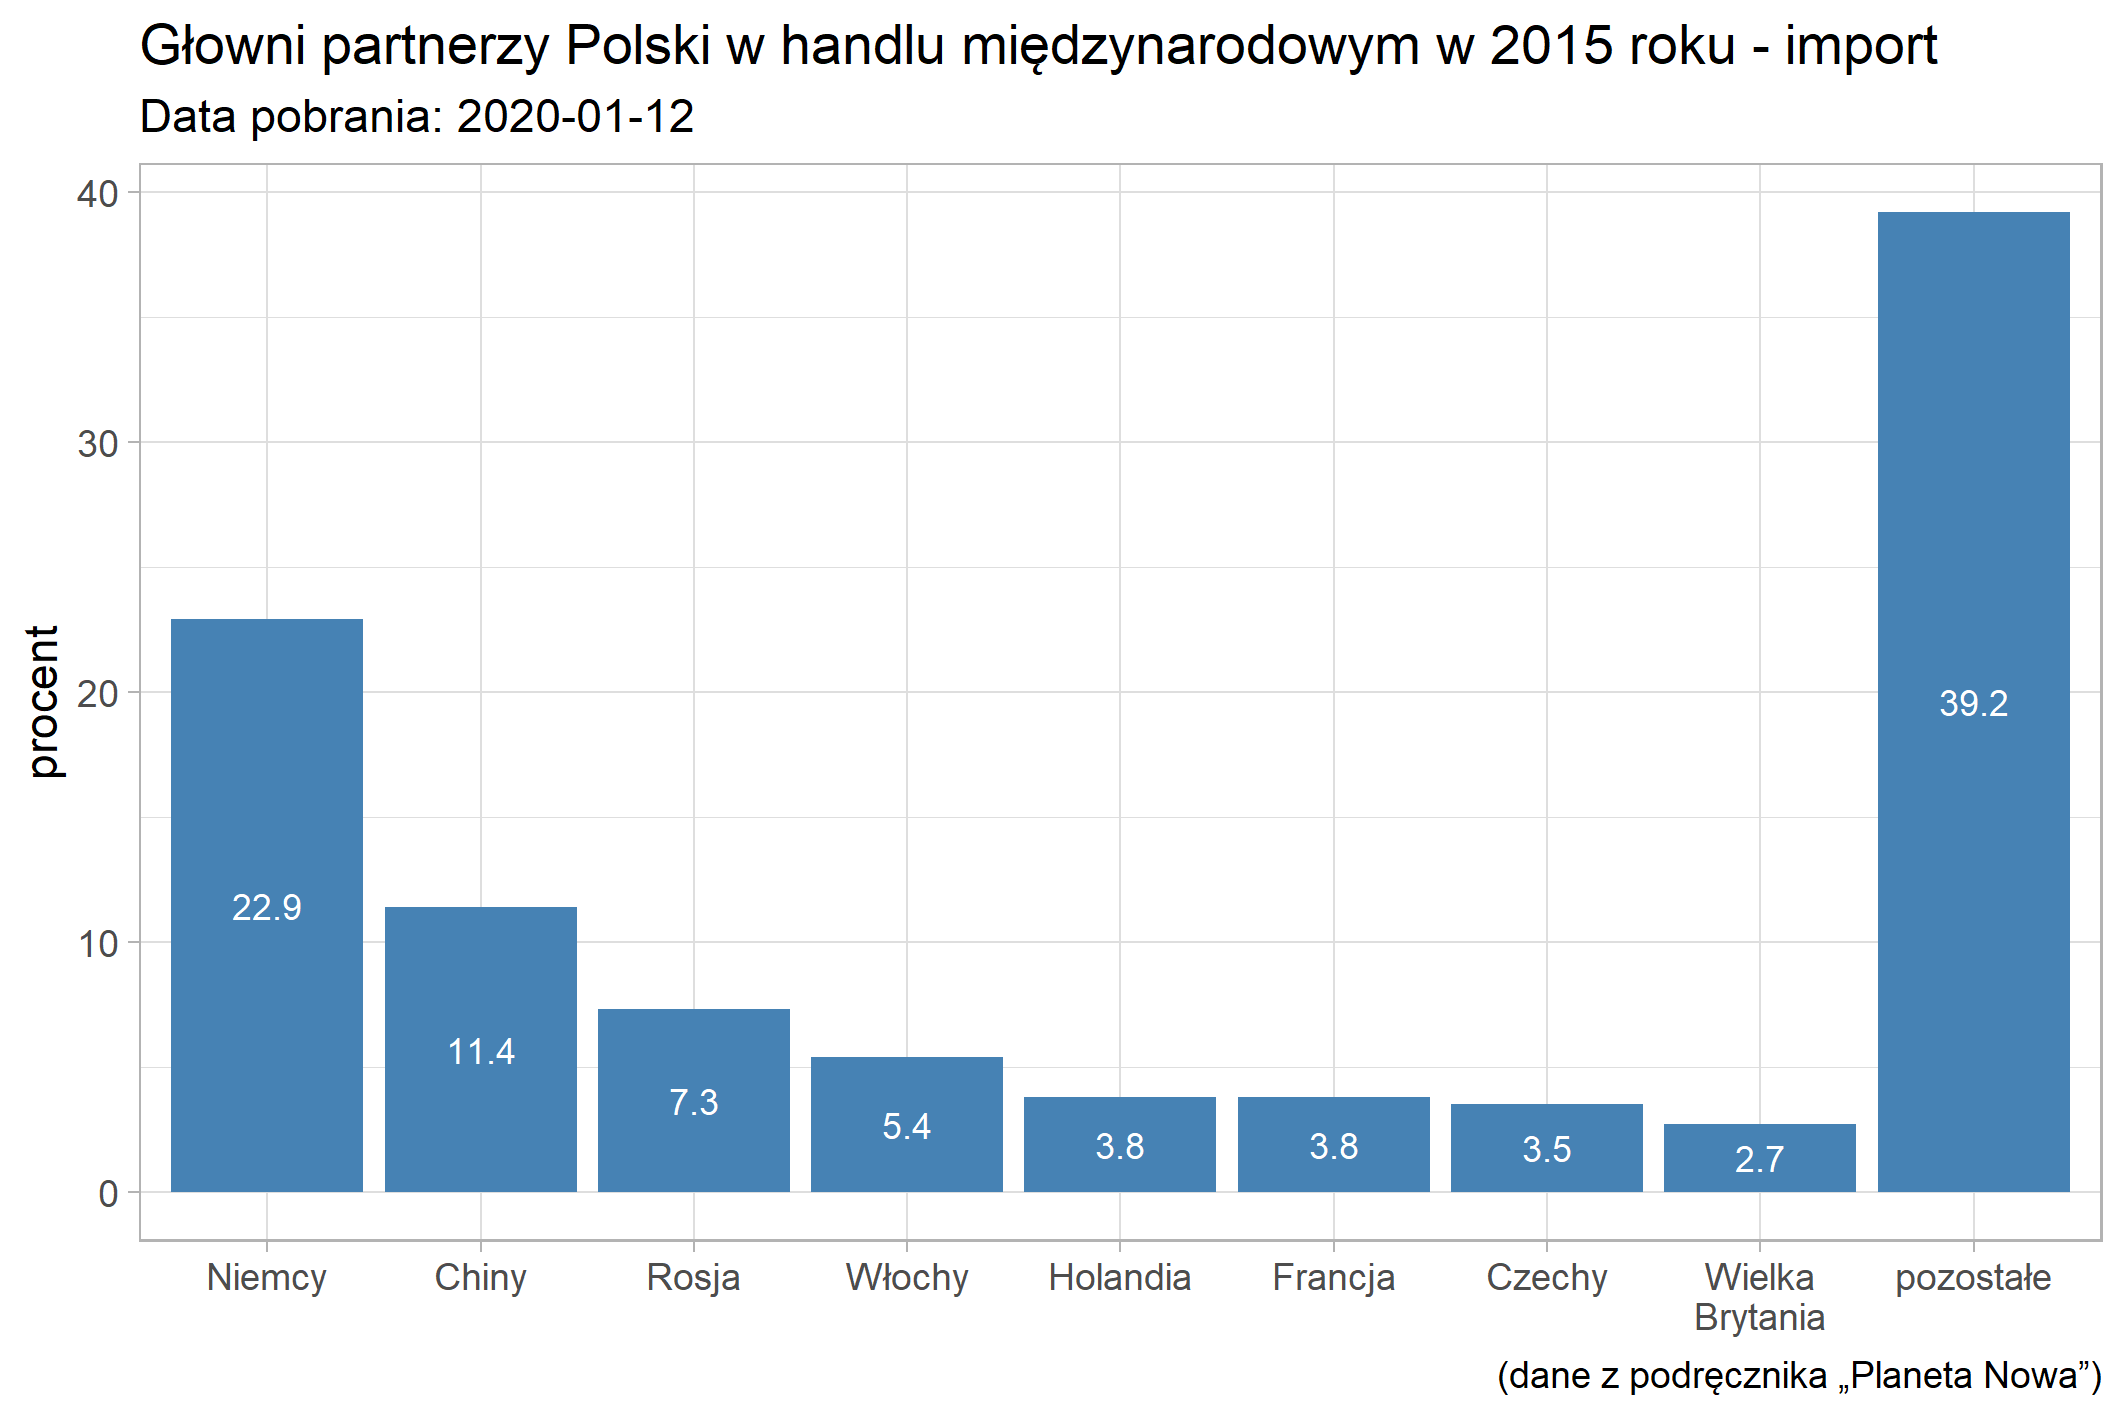 Głowni partnerzy Polski w handlu międzynarodowym w 2015 roku - import
Data pobrania: 2020-01-12
procent
40
30
20
10
0
22.9
11.4
7.3
5.4
3.8
3.8
3.5
2.7
39.2
Niemcy
Chiny
Rosja
Włochy
Holandia
Francja
Czechy
Wielka
Brytania
pozostałe
(dane z podręcznika „Planeta Nowa”)